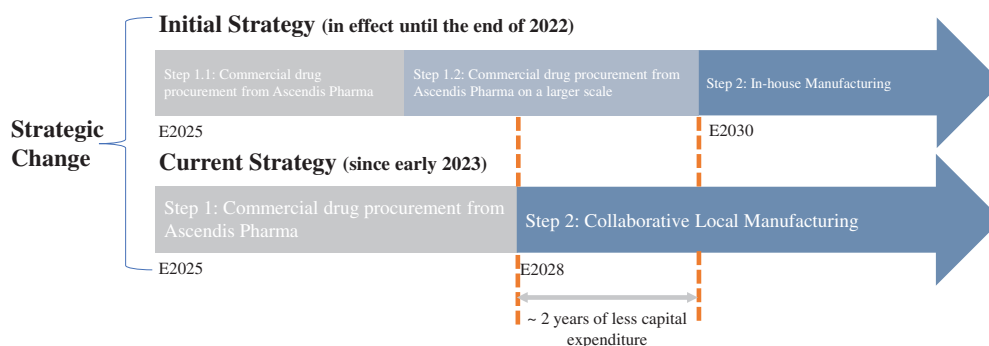 Initial Strategy (in effect until the end of 2022)
Step 1.1: Commercial drug
procurement from Ascendis Pharma
Step 1.2: Commercial drug procurement from
Ascendis Pharma on a larger scale
Step 2: In-house Manufacturing
E2025
E2030
Strategic
Change
Current Strategy (since early 2023)
Step 1: Commercial drug procurement from
Ascendis Pharma
Step 2: Collaborative Local Manufacturing
E2025
E2028
~ 2 years of less capital
expenditure